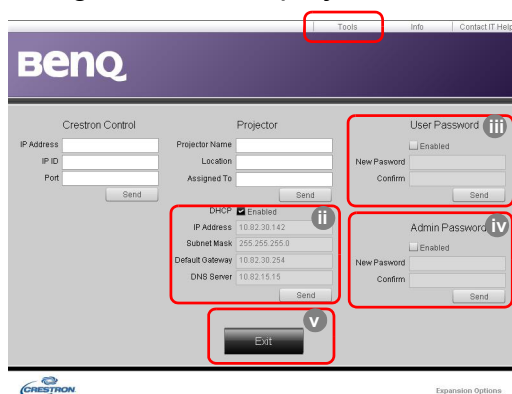 Tools Info Contact IT Help
BenQ
Crestron Control
IP Address
IP ID
Port
Send
Projector
Projector Name
Location
Assigned To
Send
DHCP Enabled
ii
IP Address 10.82.30.142
Subnet Mask 255.255.255.0
Default Gateway 10.82.30.254
DNS Server 10.82.15.15
Send
User Password
iii
Enabled
New Pasword
Confirm
Send
Admin Password
iv
Enabled
New Pasword
Confirm
Send
v
Exit
CRESTRON
Expansion Options